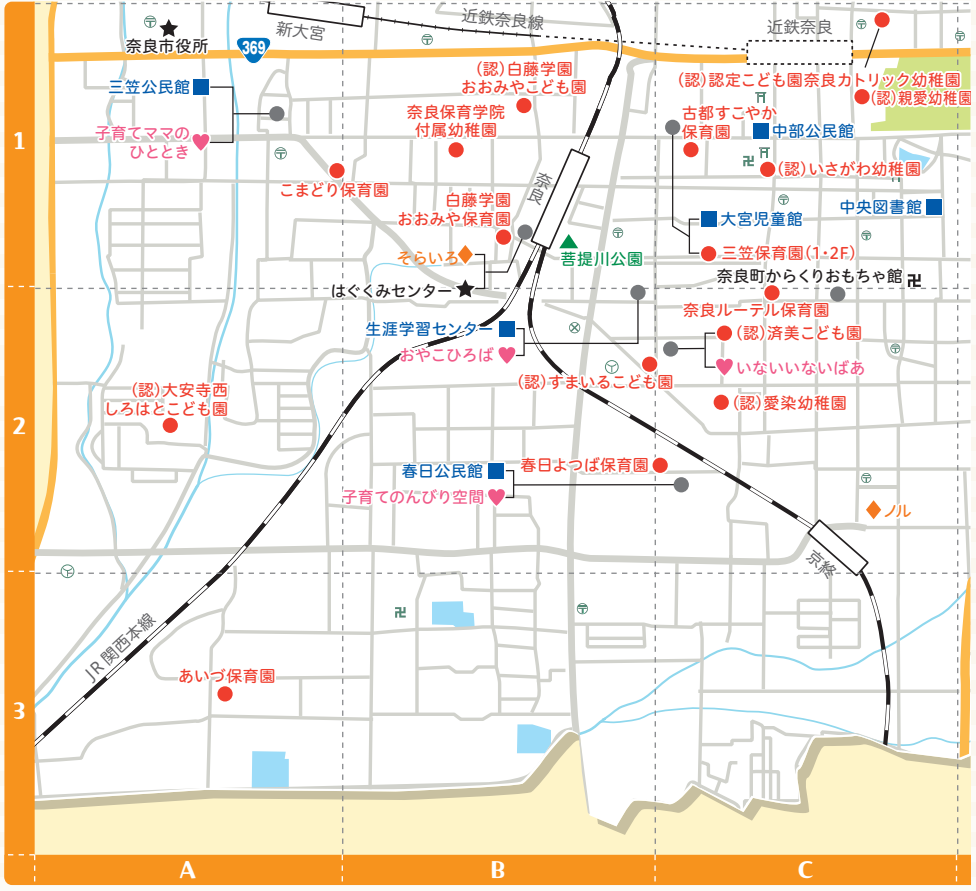 新大宮
近鉄奈良線
近鉄奈良
奈良市役所
369
三笠公民館
子育てママの
ひととき
こまどり保育園
(認)白藤学園
おおみやこども園
奈良保育学院
付属幼稚園
白藤学園
おおみや保育園
奈良
そらいろ
はぐくみセンター
菩提川公園
(認)認定こども園奈良カトリック幼稚園
(認)親愛幼稚園
古都すこやか
保育園
中部公民館
(認)いさがわ幼稚園
中央図書館
大宮児童館
三笠保育園(1・2F)
奈良町からくりおもちゃ館
奈良ルーテル保育園
生涯学習センター
おやこひろば
(認)済美こども園
いないいないばあ
(認)すまいるこども園
(認)愛染幼稚園
(認)大安寺西
しろはとこども園
春日公民館
子育てのんびり空間
春日よつば保育園
ノル
京終
JR関西本線
あいづ保育園
1
2
3
A
B
C